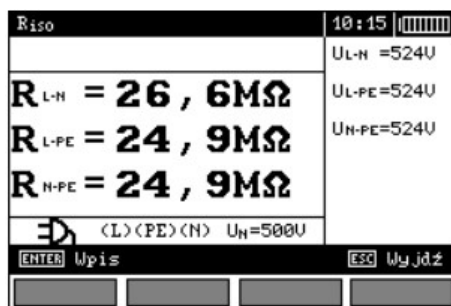 Riso 10:15
UL-N =524V
UL-PE=524V
UN-PE=524V
RL-N = 26,6MΩ
RL-PE = 24,9MΩ
RN-PE = 24,9MΩ
(L)(PE)(N) UN=500V
ENTER Wpis ESC Wyjdź